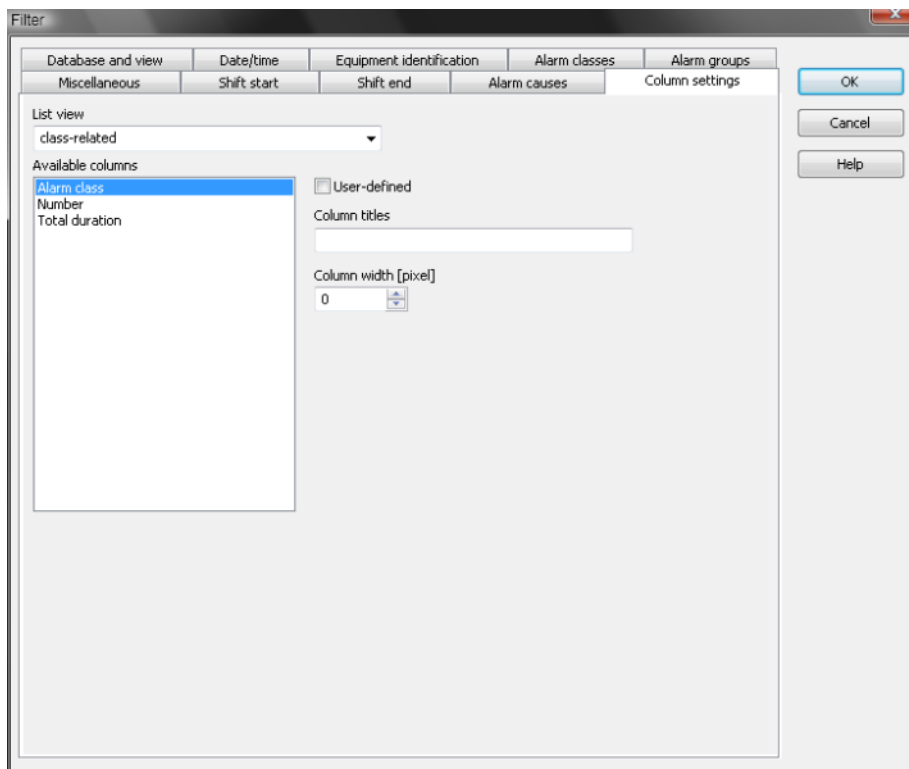 Filter
Database and view Date/time Equipment identification Alarm classes Alarm groups
Miscellaneous Shift start Shift end Alarm causes Column settings
OK
Cancel
Help
List view
class-related
Available columns
Alarm class
Number
Total duration
User-defined
Column titles
Column width [pixel]
0